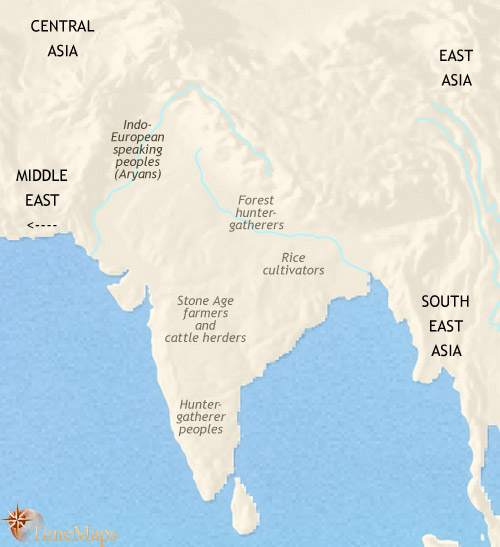 CENTRAL
ASIA
EAST
ASIA
Indo-
European
speaking
peoples
(Aryans)
MIDDLE
EAST
<----
Forest
hunter-
gatherers
Rice
cultivators
Stone Age
farmers
and
cattle herders
SOUTH
EAST
ASIA
Hunter-
gatherer
peoples
TimeMaps